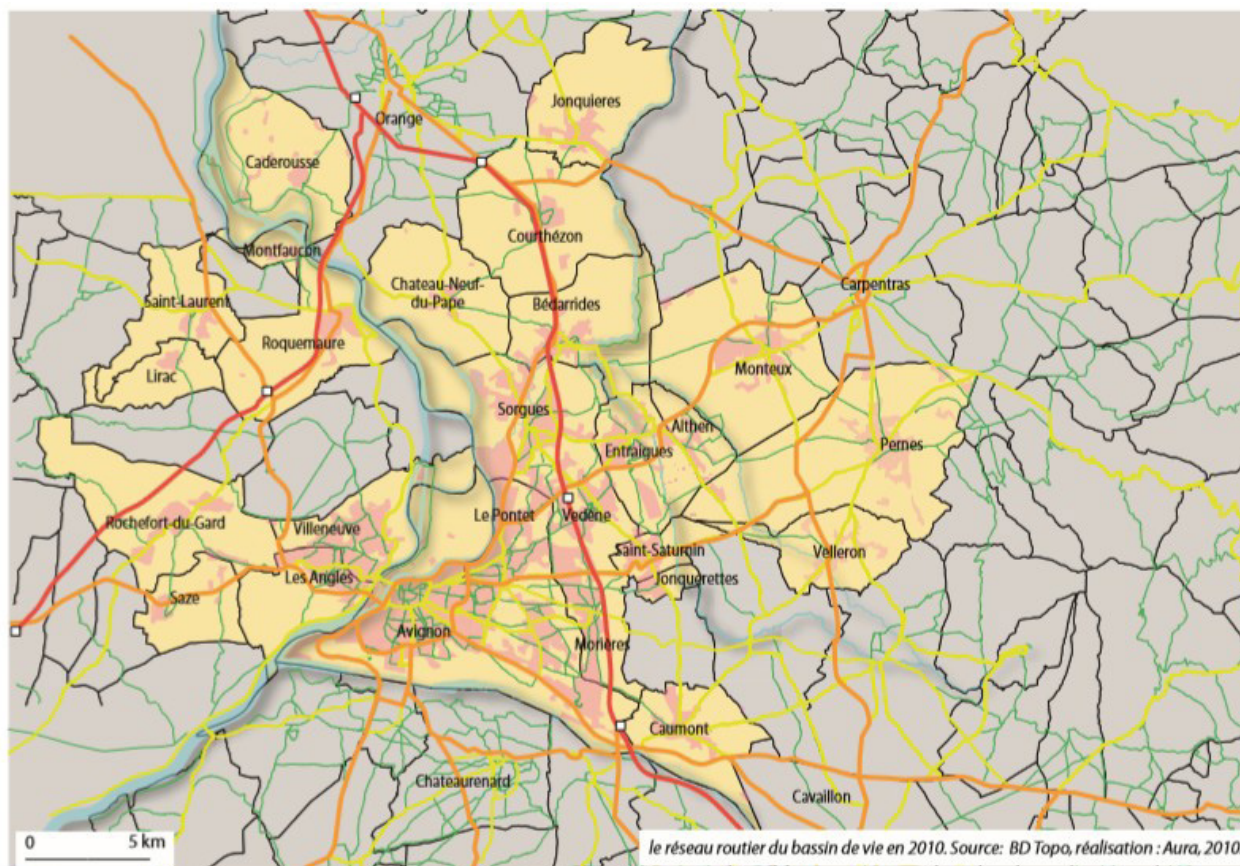 Jonquieres
Orange
Caderousse
Courthézon
Montfaucon
Chateau-Neuf-
du-Pape
Bédarrides
Carpentras
Saint-Laurent
Roquemaure
Lirac
Monteux
Sorgues
Althen
Entraigues
Pernes
Rochefort-du-Gard
Villeneuve
Le Pontet
Vedène
Saint-Saturnin
Velleron
Les Angles
Jonquerettes
Saze
Avignon
Morières
Caumont
Chateaurenard
Cavaillon
0 5 km
le réseau routier du bassin de vie en 2010. Source: BD Topo, réalisation : Aura, 2010